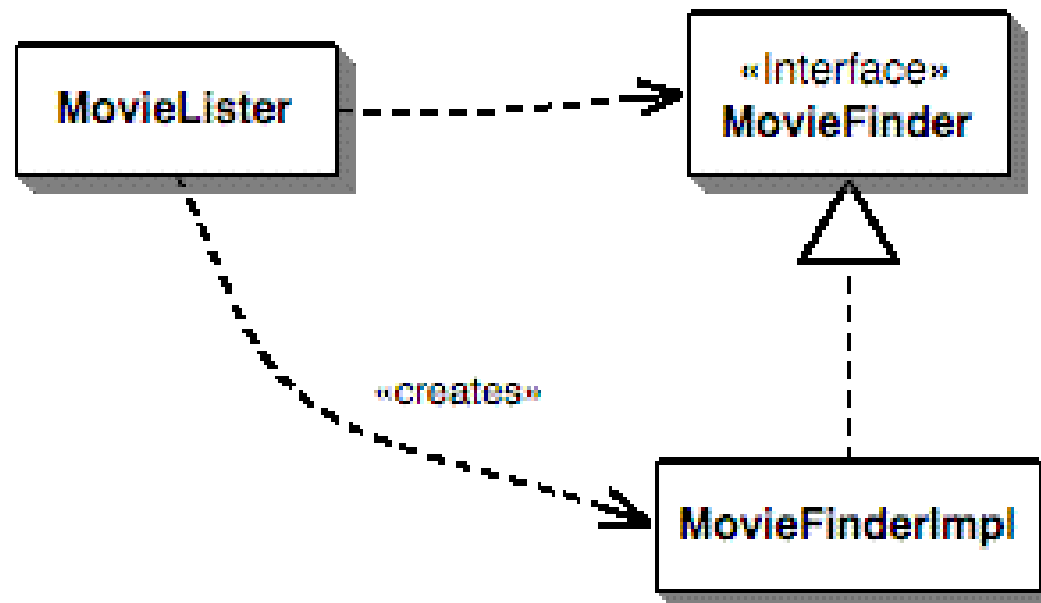 MovieLister
«Interface»
MovieFinder
«creates»
MovieFinderImpl